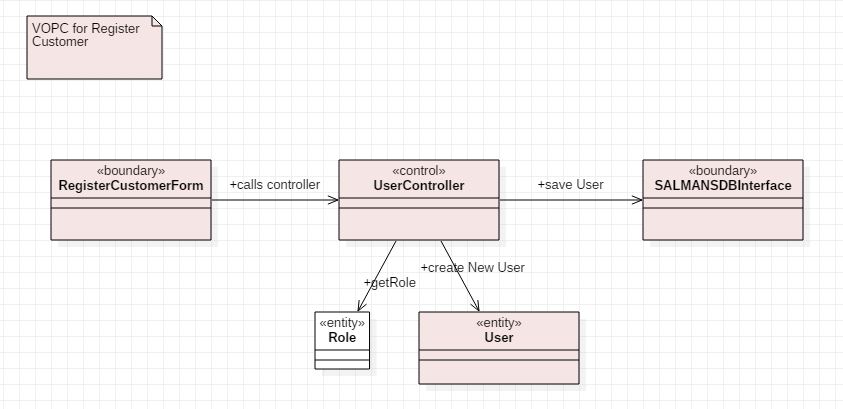 VOPC for Register
Customer
«boundary»
RegisterCustomerForm
+calls controller
«control»
UserController
+save User
«boundary»
SALMANSDBInterface
+create New User
+getRole
«entity»
Role
«entity»
User